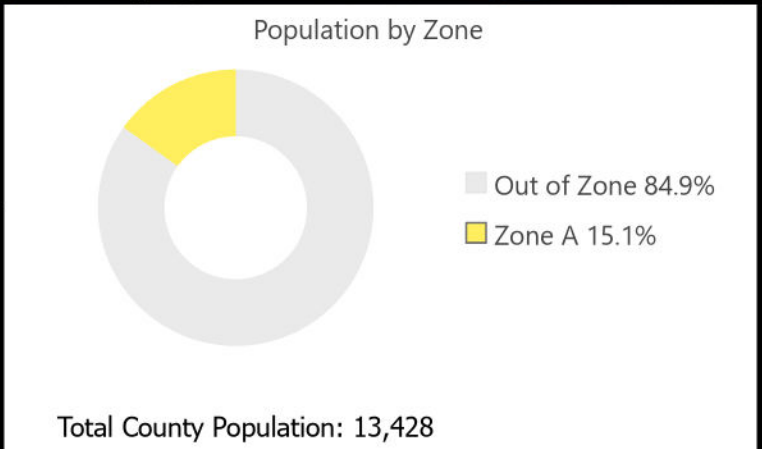 Population by Zone
Out of Zone 84.9%
Zone A 15.1%
Total County Population: 13,428